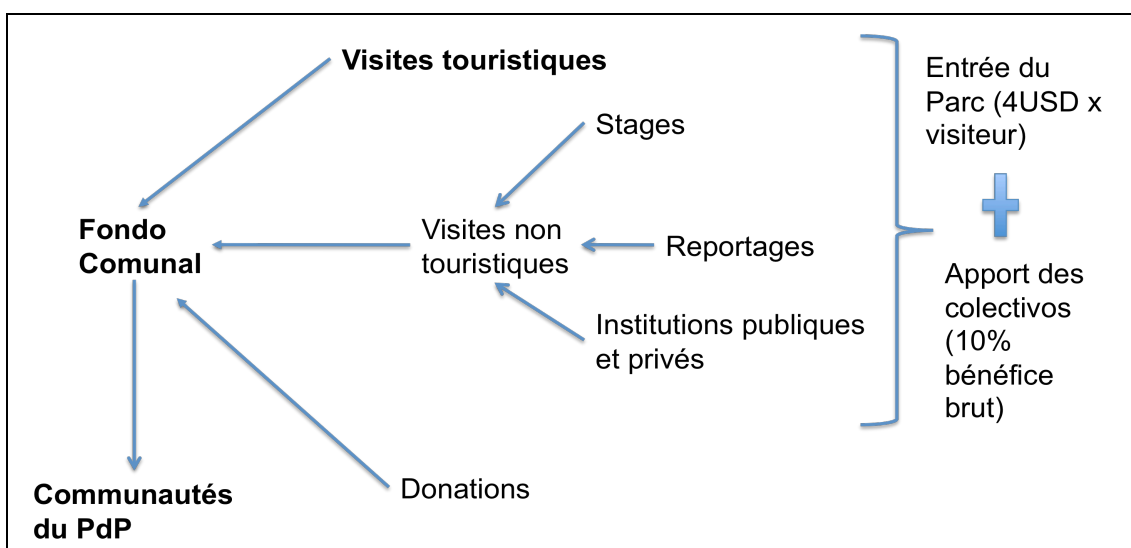 Visites touristiques
Stages
Fondo
Comunal
Visites non
touristiques
Reportages
Institutions publiques
et privés
Donations
Communautés
du PdP
Entrée du
Parc (4USD x
visiteur)
Apport des
colectivos
(10%
bénéfice
brut)